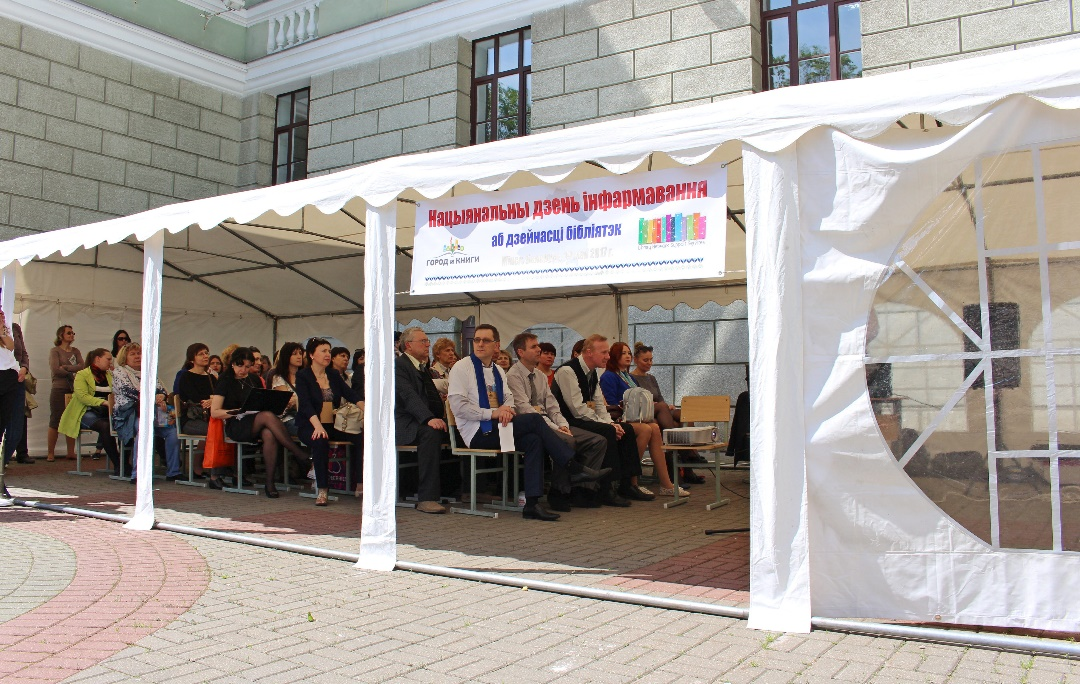 Нацыянальны дзень інфармавання
аб дзейнасці бібліятэк
ГОРОД и КНИГИ